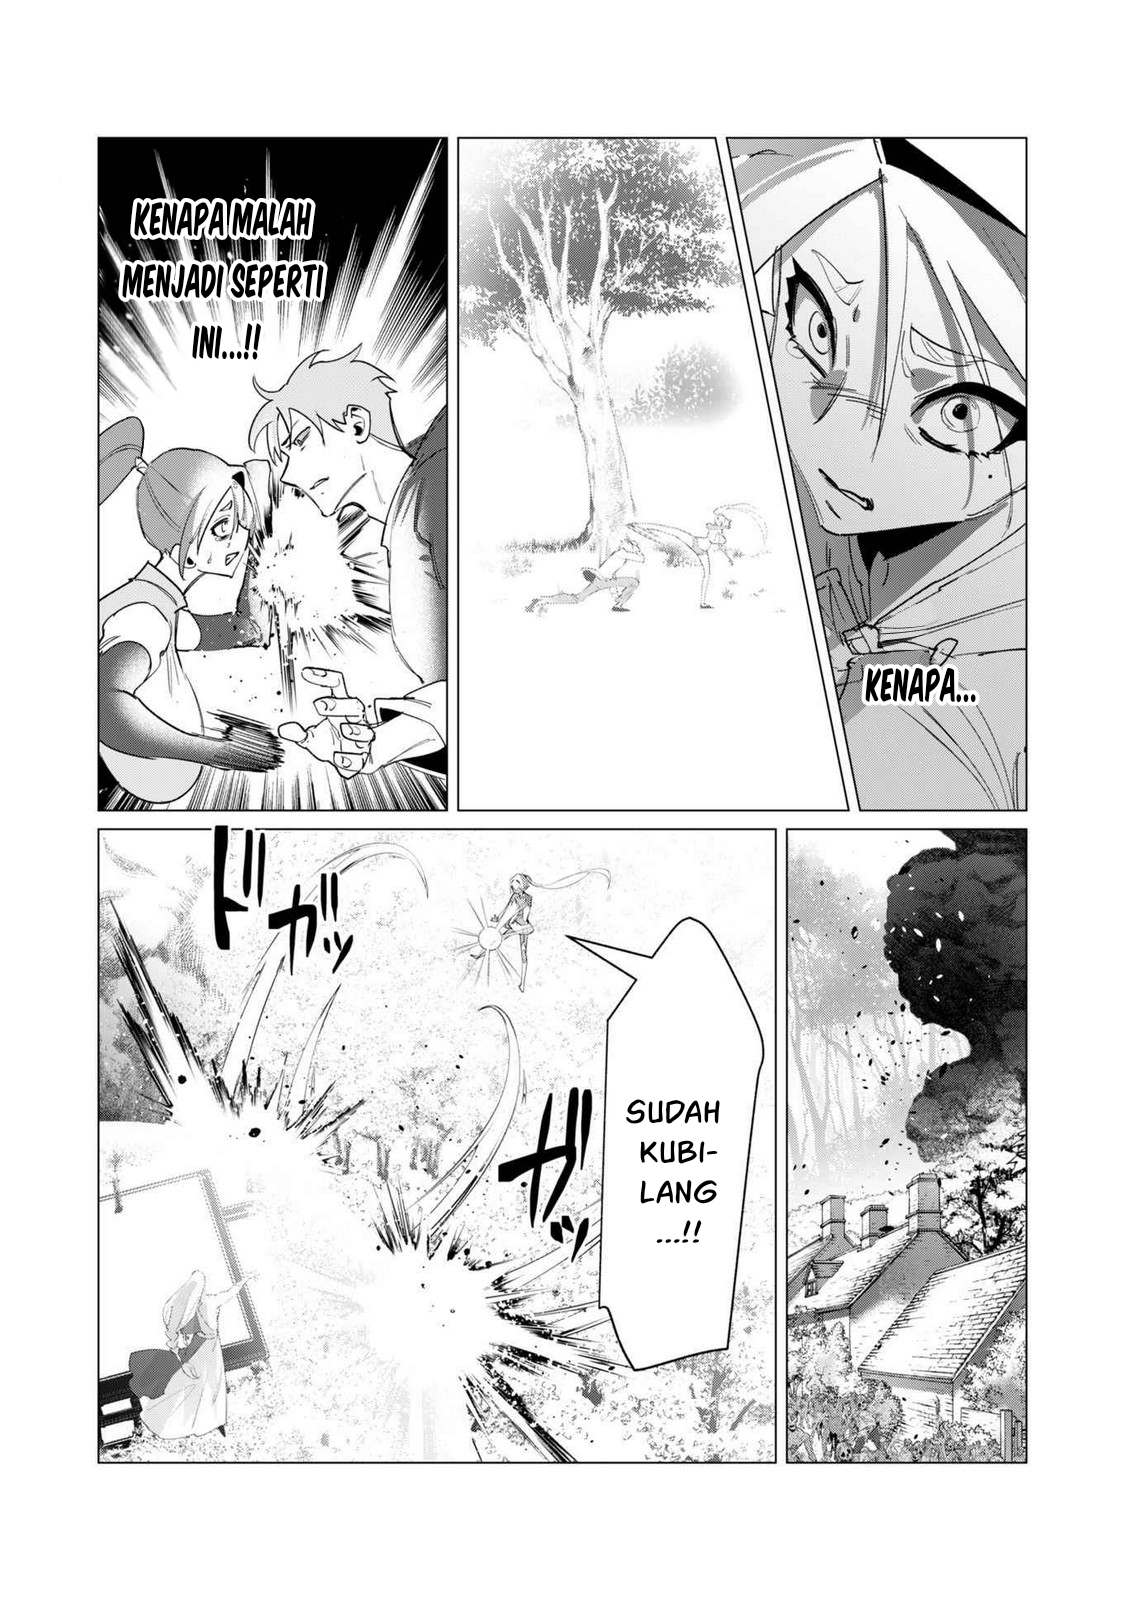 KENAPA...
KENAPA MALAH
MENJADI SEPERTI
INI...!!
SUDAH
KUBI-
LANG
...!!
ドガッ
ガッ